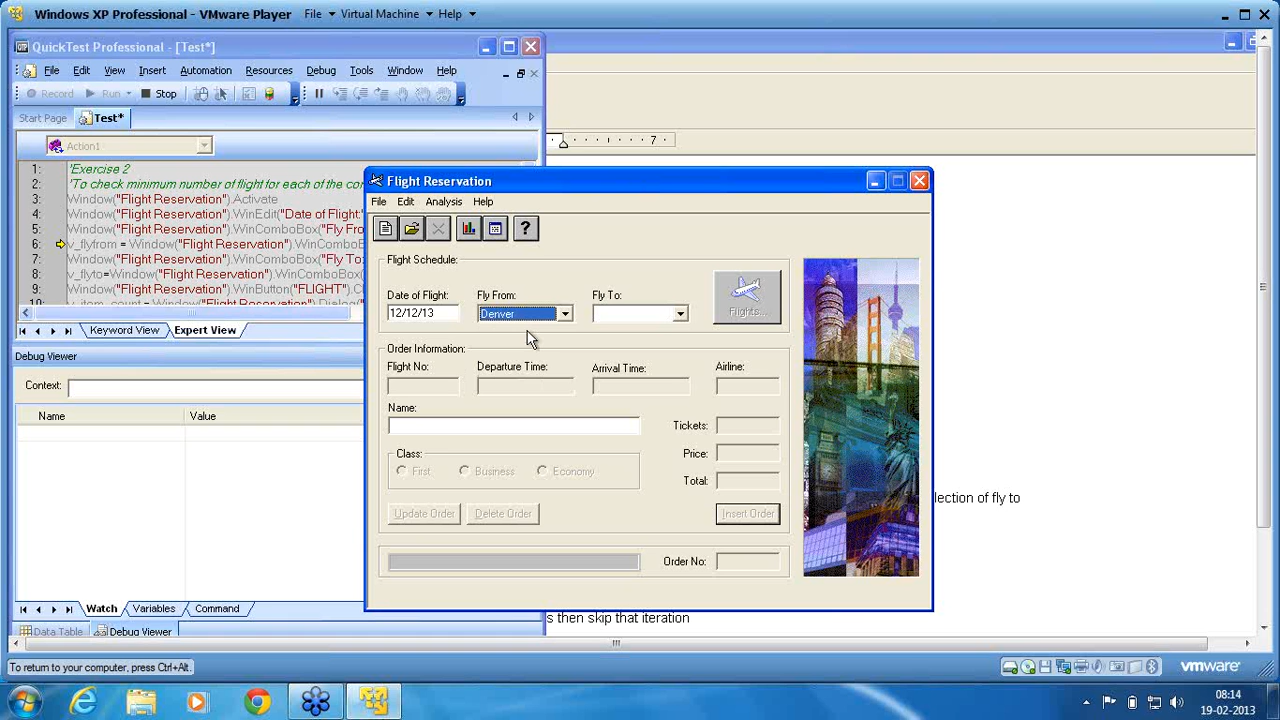 Windows XP Professional - VMware Player File Virtual Machine Help
QuickTest Professional - [Test*]
File Edit View Insert Automation Resources Debug Tools Window Help
Record Run Stop
Start Page Test*
Action1
7
1: 'Exercise 2
2: 'To check minimum number of flight for each of the co
3: Window("Flight Reservation").Activate
4: Window("Flight Reservation").WinEdit("Date of Flight:
5: Window("Flight Reservation").WinComboBox("Fly Fro
6: v_flyfrom = Window("Flight Reservation").WinComboB
7: Window("Flight Reservation").WinComboBox("Fly To:
8: v_flyto=Window("Flight Reservation").WinComboBox(
9: Window("Flight Reservation").WinButton("FLIGHT").C
10: v_item_count = Window("Flight Reservation").Dialog("
Keyword View Expert View
Debug Viewer
Context:
Name Value
Watch Variables Command
Data Table Debug Viewer
Flight Reservation
File Edit Analysis Help
?
Flight Schedule:
Date of Flight: Fly From: Fly To:
12/12/13 Denver
Flights...
Order Information:
Flight No: Departure Time: Arrival Time: Airline:
Name:
Tickets:
Class:
Price:
First Business Economy
Total:
Update Order Delete Order Insert Order
Order No:
lection of fly to
s then skip that iteration
To return to your computer, press Ctrl+Alt.
vmware
08:14
19-02-2013